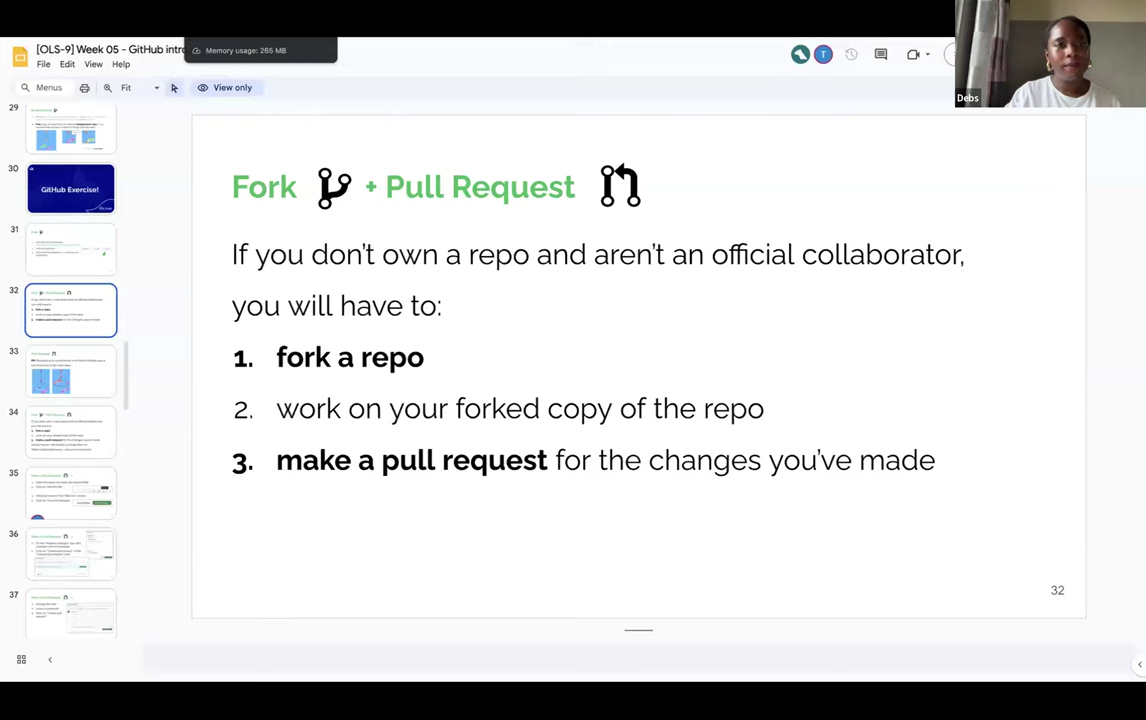 [OLS-9] Week 05 - GitHub intro
Memory usage: 265 MB
File Edit View Help
T
Debs
Menus
Fit
View only
29
30
GitHub Exercise!
31
32
33
34
35
36
37
Fork + Pull Request
If you don't own a repo and aren't an official collaborator,
you will have to:
1. fork a repo
2. work on your forked copy of the repo
3. make a pull request for the changes you've made
32